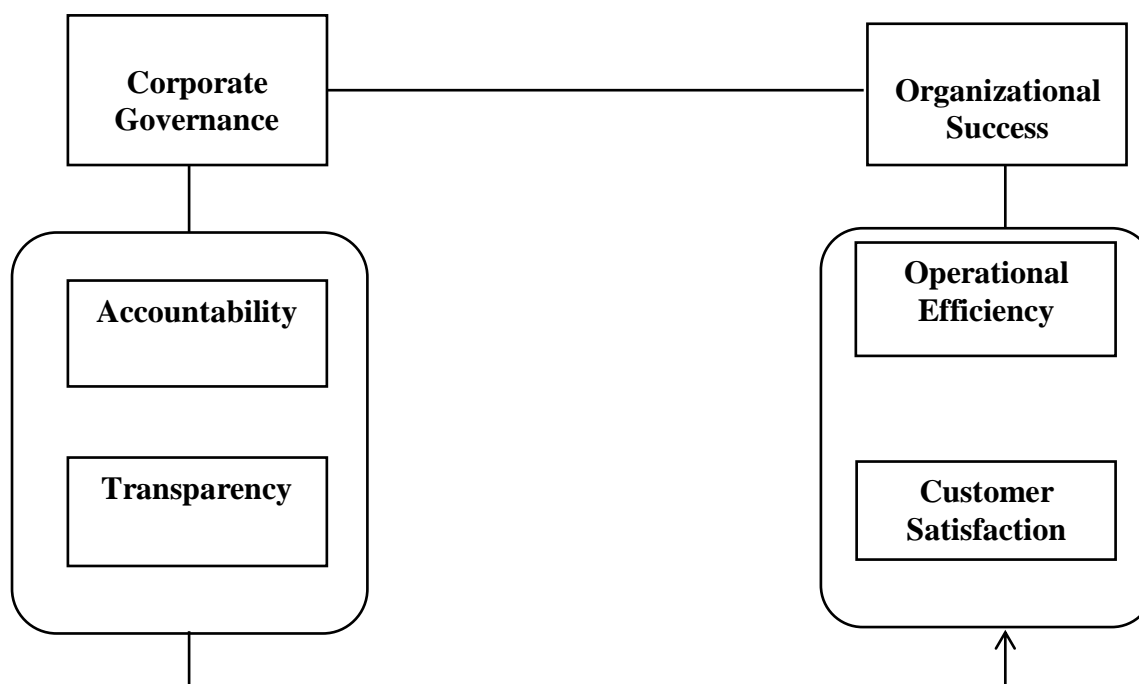 Corporate
Governance
Organizational
Success
Accountability
Transparency
Operational
Efficiency
Customer
Satisfaction